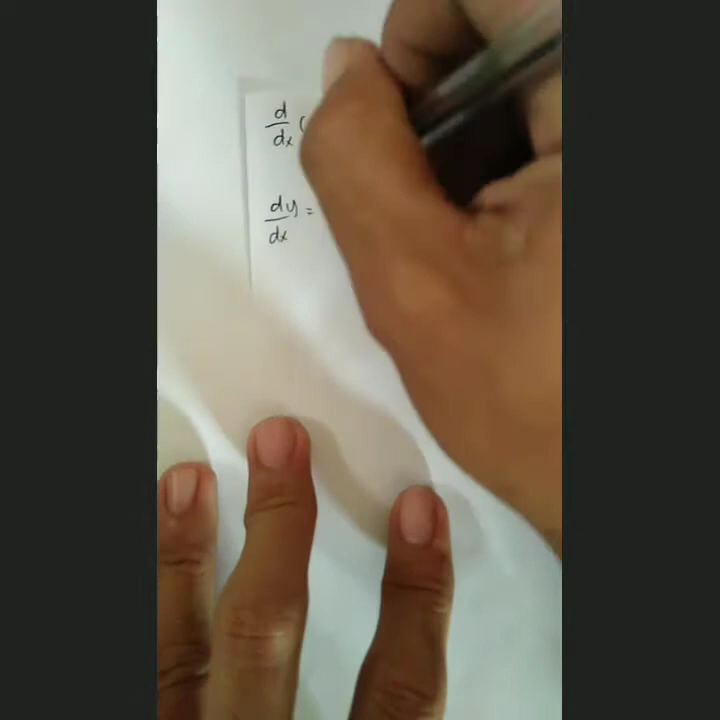 d/dx (
dy/dx =